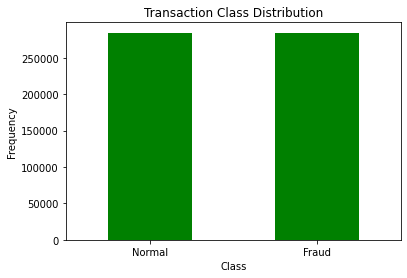 Transaction Class Distribution
250000
200000
150000
100000
50000
0
Frequency
Normal
Fraud
Class